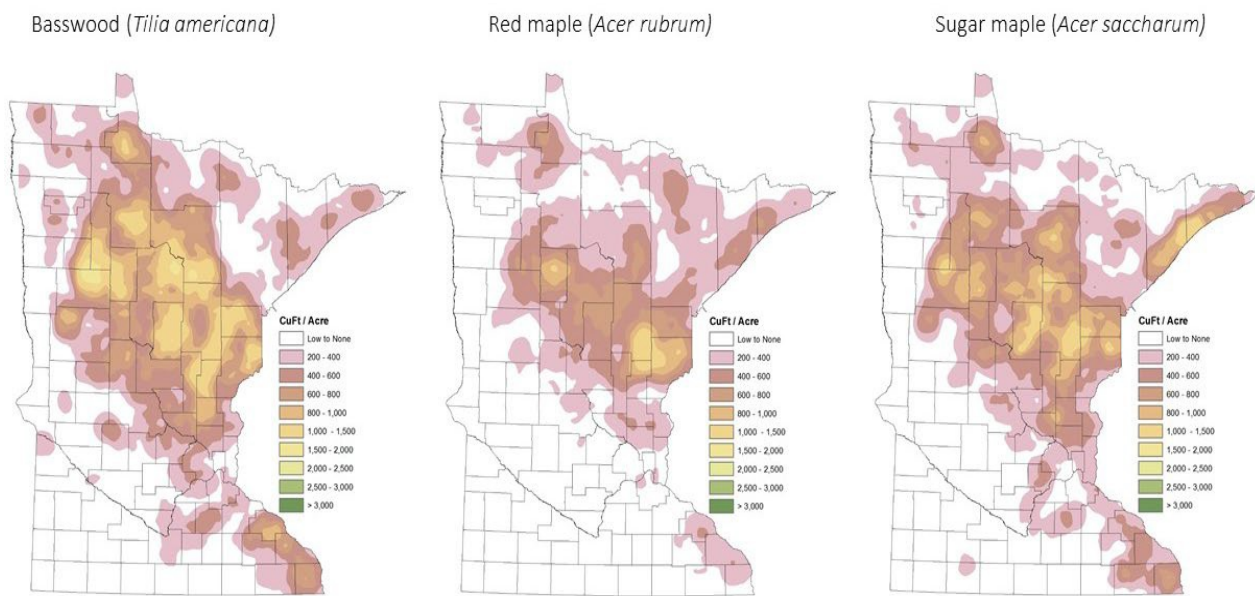 Basswood (Tilia americana)
Red maple (Acer rubrum)
Sugar maple (Acer saccharum)
CuFt / Acre
Low to None
200 - 400
400 - 600
600 - 800
800 - 1,000
1,000 - 1,500
1,500 - 2,000
2,000 - 2,500
2,500 - 3,000
> 3,000
CuFt / Acre
Low to None
200 - 400
400 - 600
600 - 800
800 - 1,000
1,000 - 1,500
1,500 - 2,000
2,000 - 2,500
2,500 - 3,000
> 3,000
CuFt / Acre
Low to None
200 - 400
400 - 600
600 - 800
800 - 1,000
1,000 - 1,500
1,500 - 2,000
2,000 - 2,500
2,500 - 3,000
> 3,000